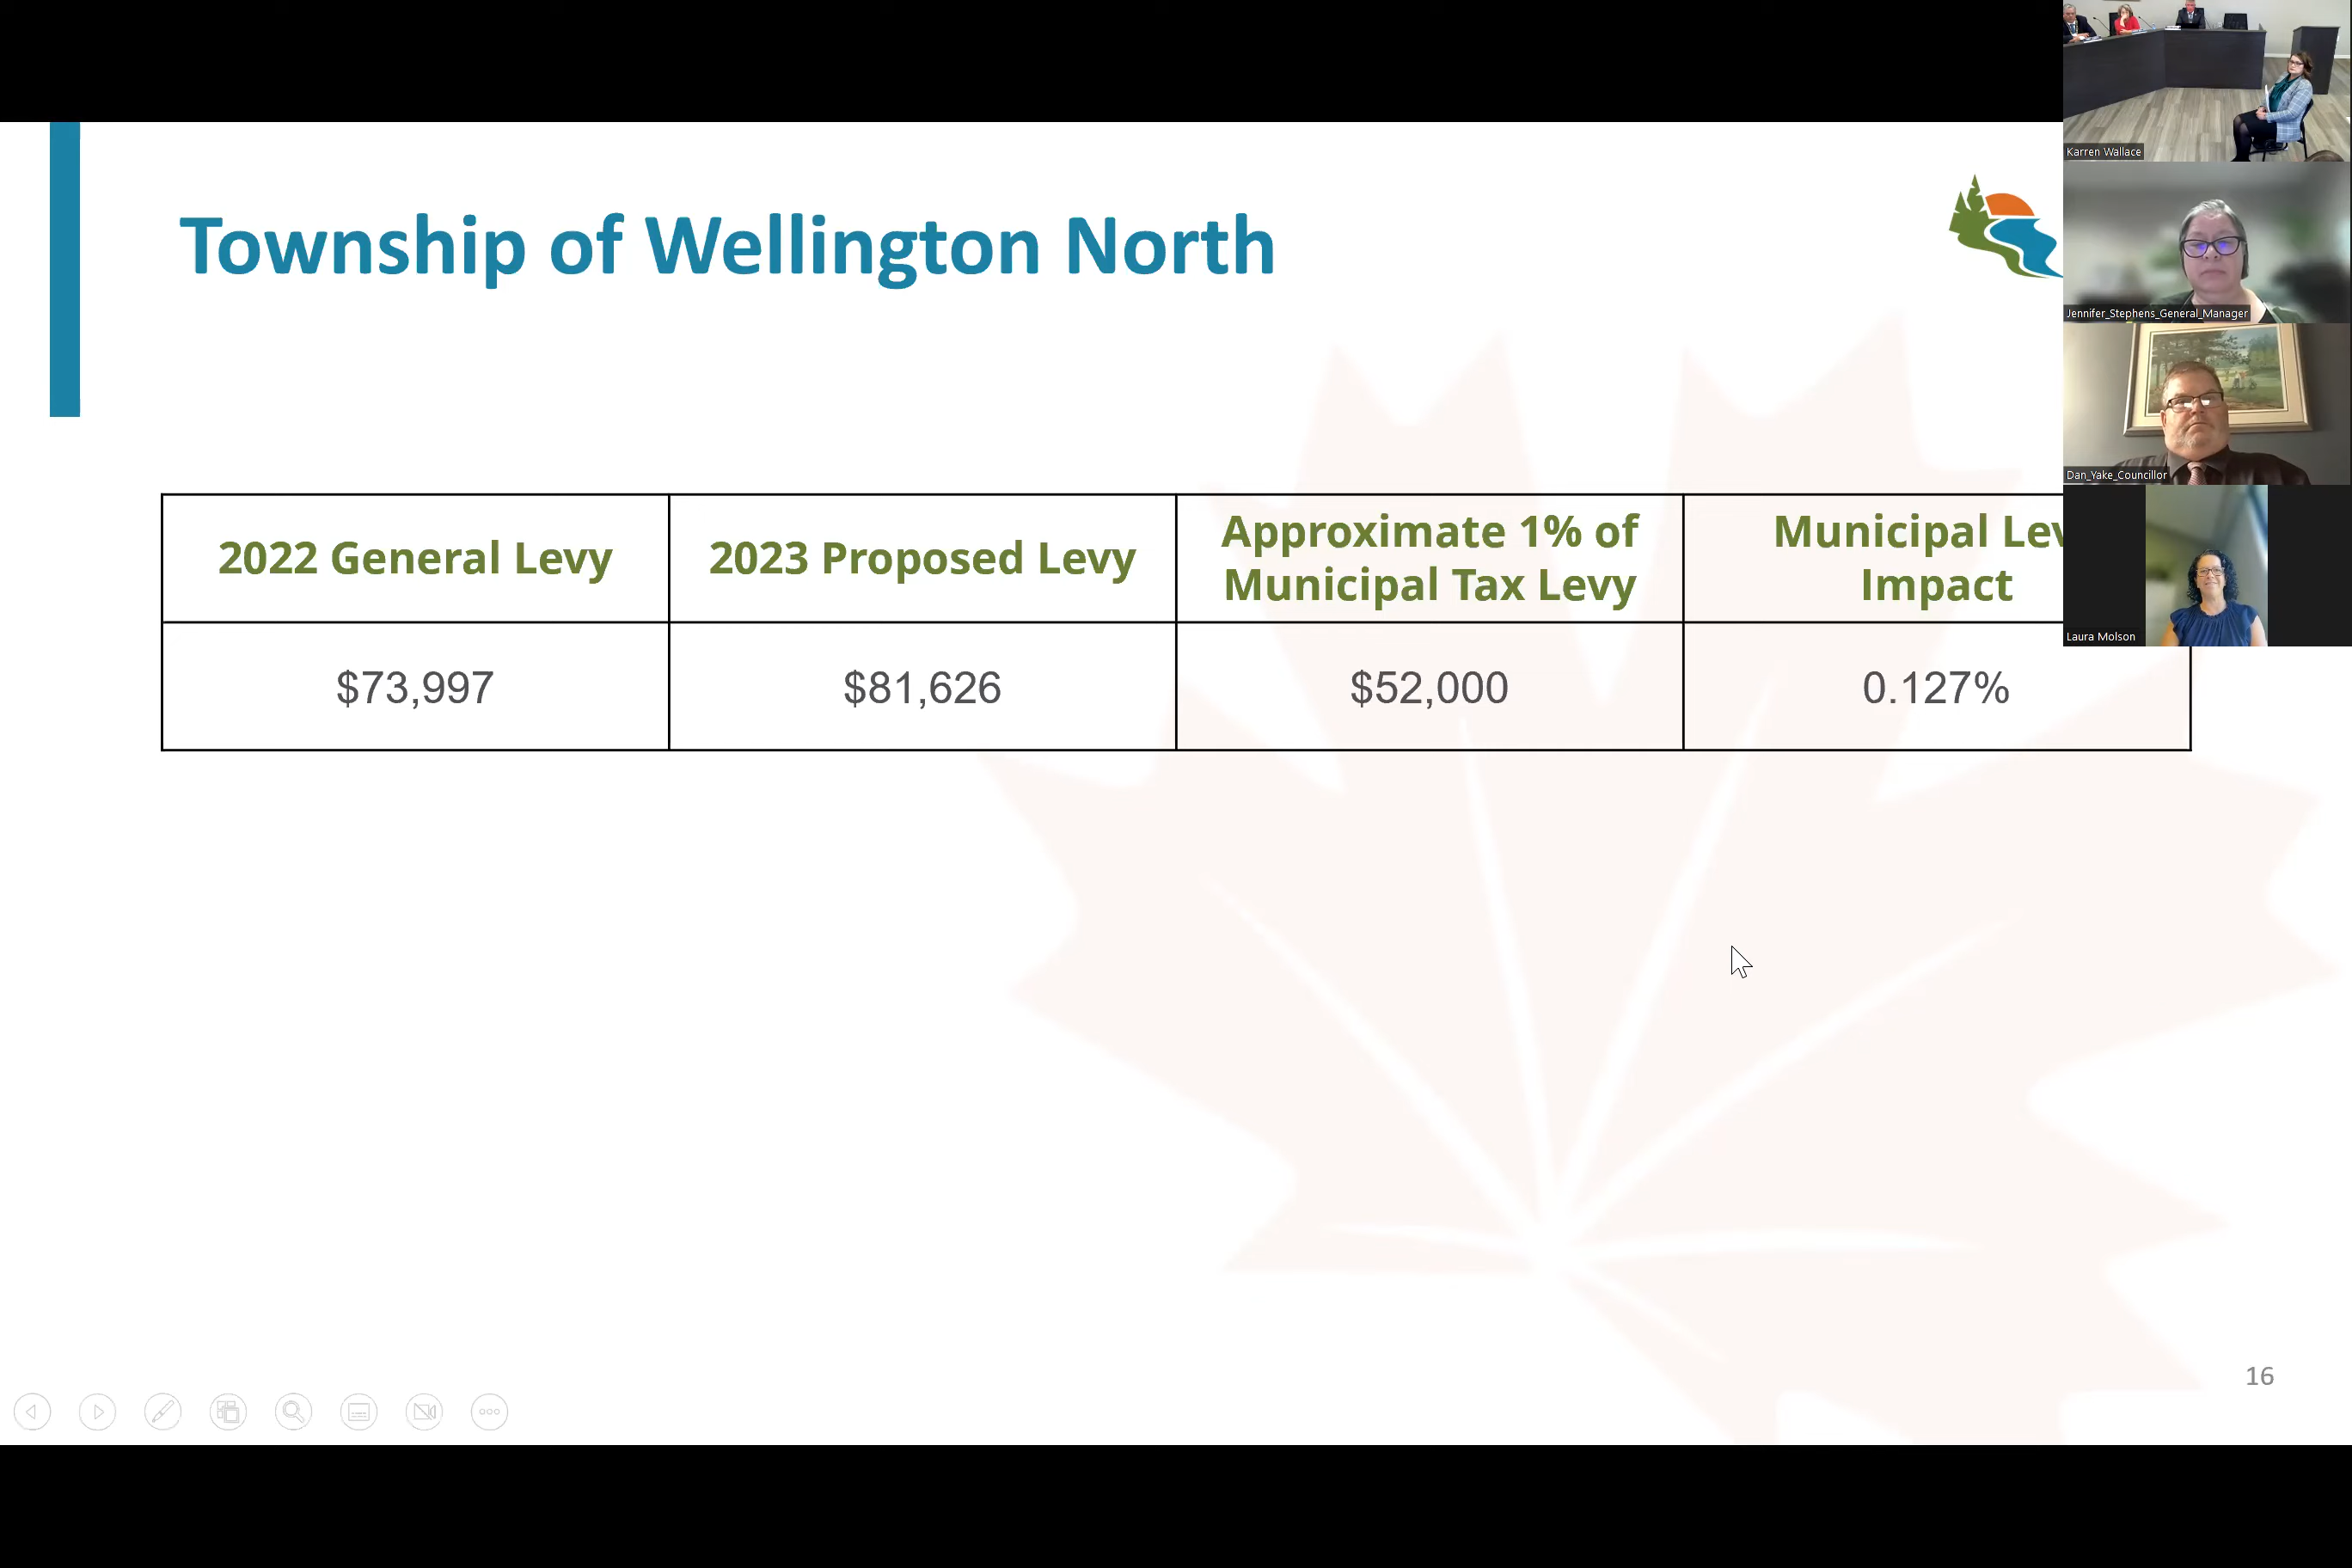 Township of Wellington North
2022 General Levy
2023 Proposed Levy
Approximate 1% of
Municipal Tax Levy
Municipal Lev
Impact
$73,997
$81,626
$52,000
0.127%
16
Karren Wallace
Jennifer_Stephens_General_Manager
Dan_Yake_Councillor
Laura Molson